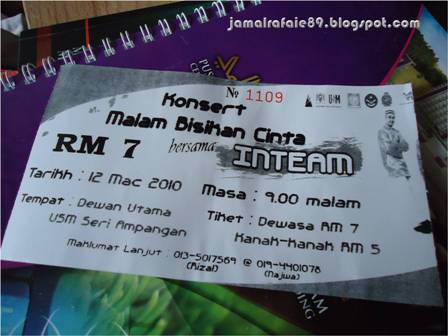 jamalrafaie89.blogspot.com
No 1109
Konsert
Malam Bisikan Cinta
RM 7 bersama INTEAM
Tarikh : 12 Mac 2010
Masa : 9.00 malam
Tempat : Dewan Utama
USM Seri Ampangan
Tiket : Dewasa RM 7
Kanak-Kanak RM 5
Maklumat Lanjut : 013-5017569 @ 019-4401078
(Rizal) (Najwa)